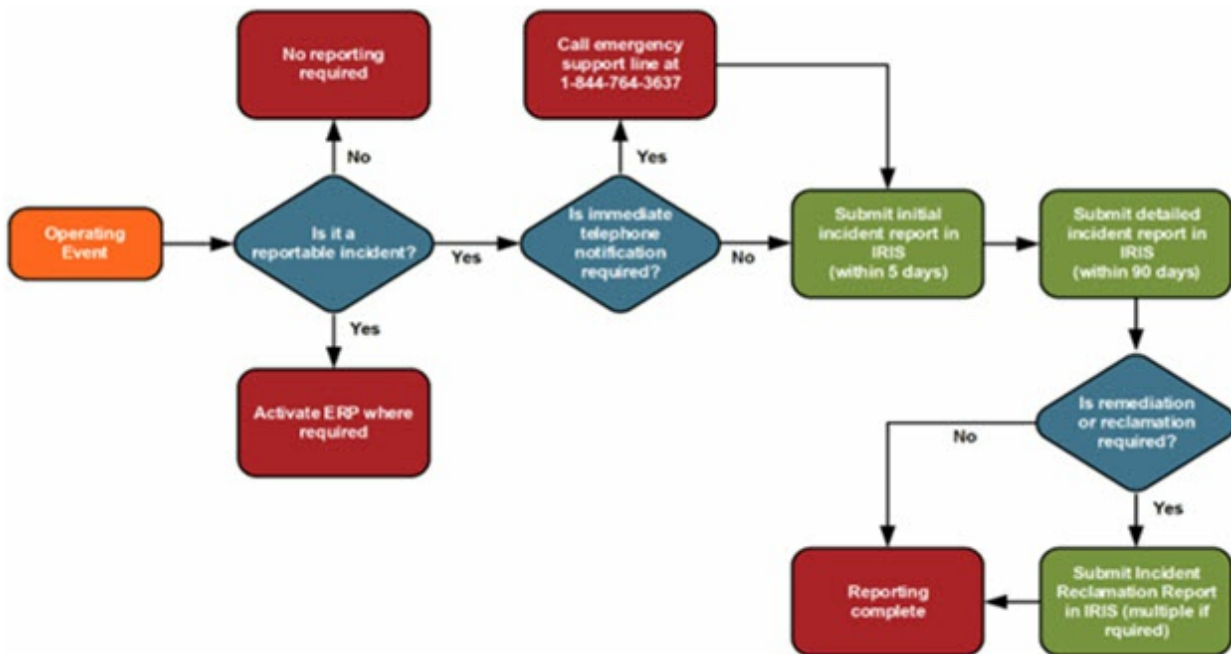 No reporting
required
Call emergency
support line at
1-844-764-3637
No
Yes
Operating
Event
Is it a
reportable incident?
Yes
Is immediate
telephone
notification
required?
No
Submit initial
incident report in
IRIS
(within 5 days)
Submit detailed
incident report in
IRIS
(within 90 days)
Yes
Activate ERP where
required
Is remediation
or reclamation
required?
No
Yes
Reporting
complete
Submit Incident
Reclamation Report
in IRIS (multiple if
rquired)